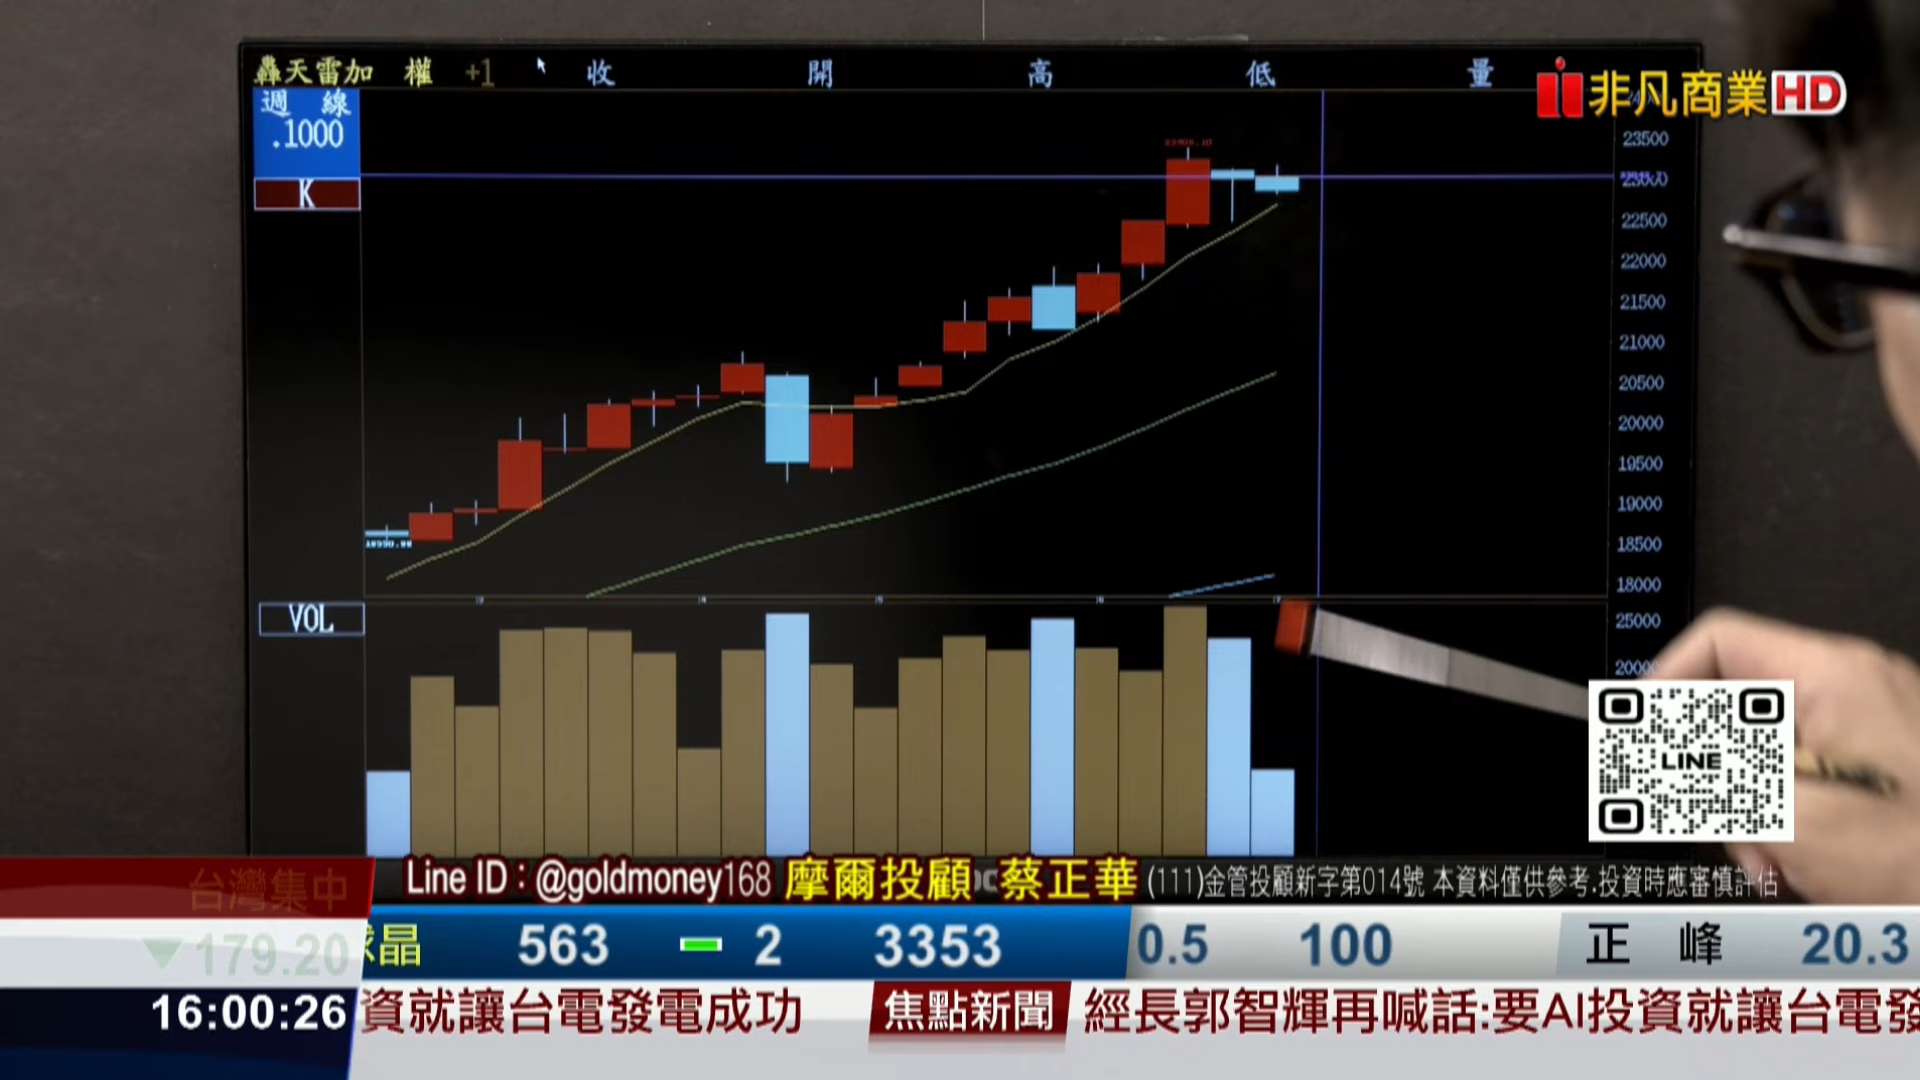 轟天雷加 權 +1 收 開 高 低 量
非凡商業HD
週 線
.1000
K
23500
23000
22500
22000
21500
21000
20500
20000
19500
19000
18500
18000
VOL
25000
20000
LINE
台灣集中
Line ID：@goldmoney168 摩爾投顧 蔡正華 (111)金管投顧新字第014號 本資料僅供參考.投資時應審慎評估
▼179.20
晶 563 2 3353 0.5 100 正 峰 20.3
16:00:26
資就讓台電發電成功 焦點新聞 經長郭智輝再喊話:要AI投資就讓台電發